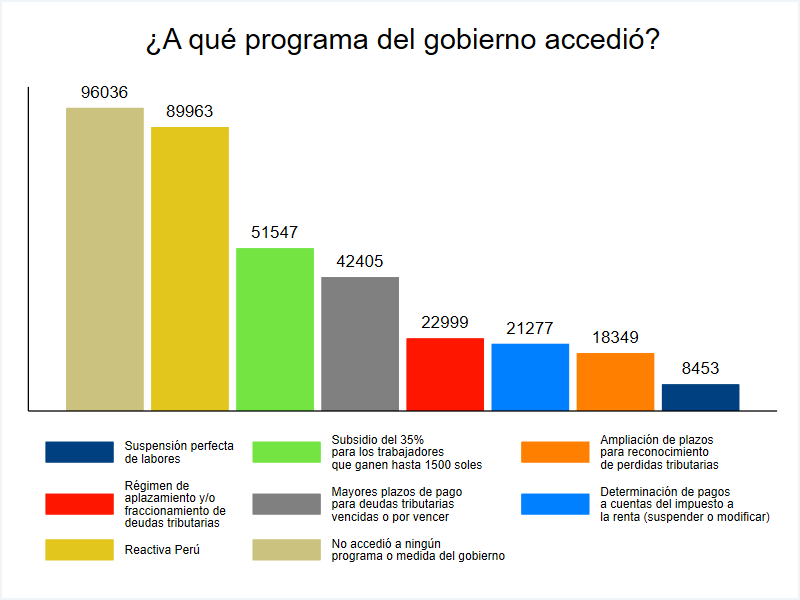 ¿A qué programa del gobierno accedió?
96036
89963
51547
42405
22999
21277
18349
8453
Suspensión perfecta
de labores
Subsidio del 35%
para los trabajadores
que ganen hasta 1500 soles
Ampliación de plazos
para reconocimiento
de perdidas tributarias
Régimen de
aplazamiento y/o
fraccionamiento de
deudas tributarias
Mayores plazos de pago
para deudas tributarias
vencidas o por vencer
Determinación de pagos
a cuentas del impuesto a
la renta (suspender o modificar)
Reactiva Perú
No accedió a ningún
programa o medida del gobierno